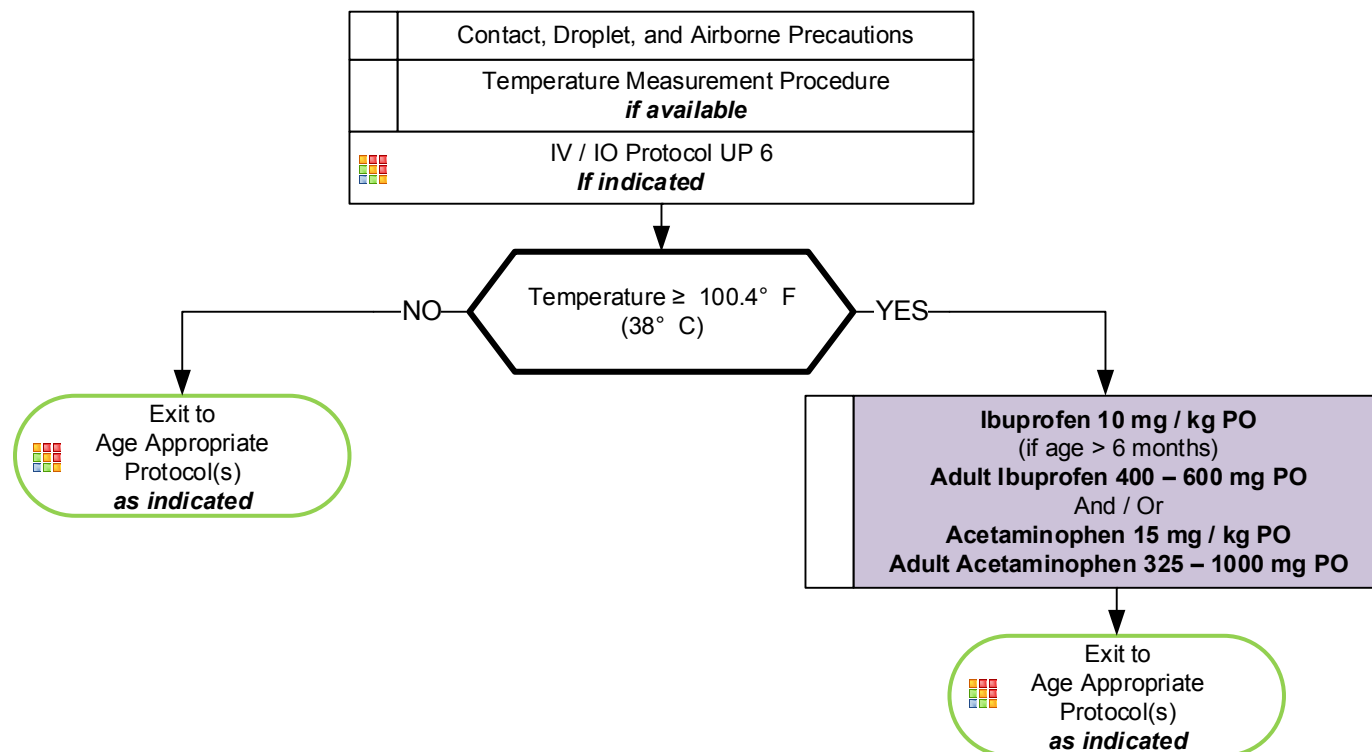 Contact, Droplet, and Airborne Precautions
Temperature Measurement Procedure
if available
IV / IO Protocol UP 6
If indicated
Temperature ≥ 100.4° F
(38° C)
NO
YES
Exit to
Age Appropriate
Protocol(s)
as indicated
Ibuprofen 10 mg / kg PO
(if age > 6 months)
Adult Ibuprofen 400 – 600 mg PO
And / Or
Acetaminophen 15 mg / kg PO
Adult Acetaminophen 325 – 1000 mg PO
Exit to
Age Appropriate
Protocol(s)
as indicated